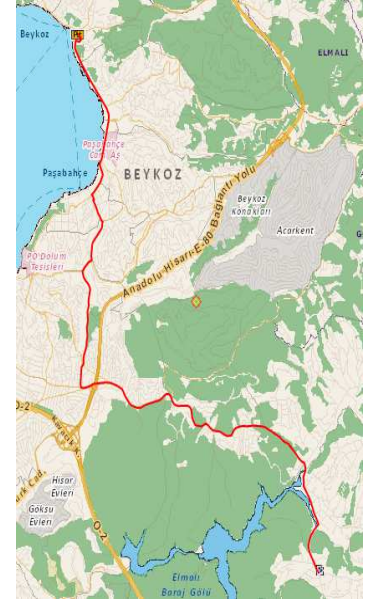 Beykoz
ELMALI
Paşabahçe
Cam Aş
Paşabahçe
BEYKOZ
Beykoz
Konakları
Acarkent
Anadolu Hisarı-E-80 Bağlantı Yolu
PO Dolum
Tesisleri
O-2
Hisar
Evleri
Göksu
Evleri
O-2
Elmalı
Baraj Gölü